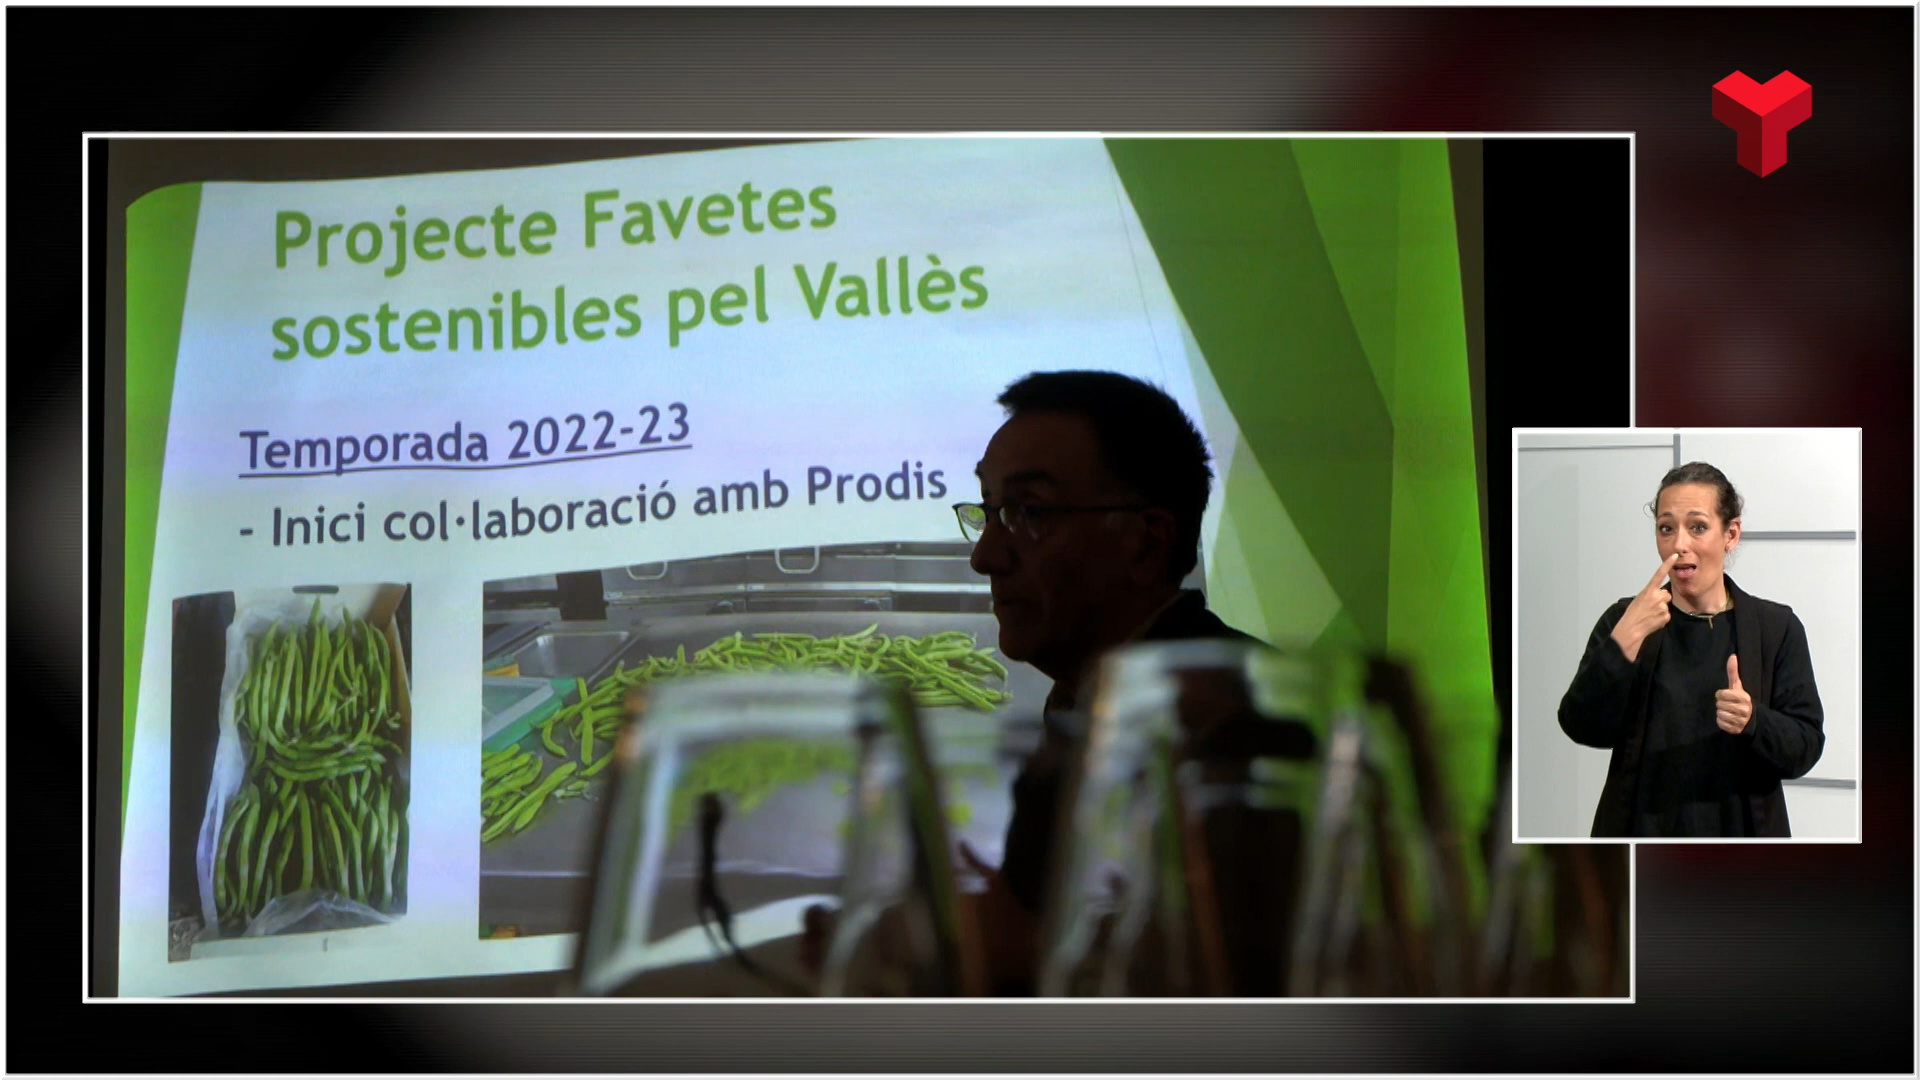 Projecte Favetes
sostenibles pel Vallès
Temporada 2022-23
- Inici col·laboració amb Prodis